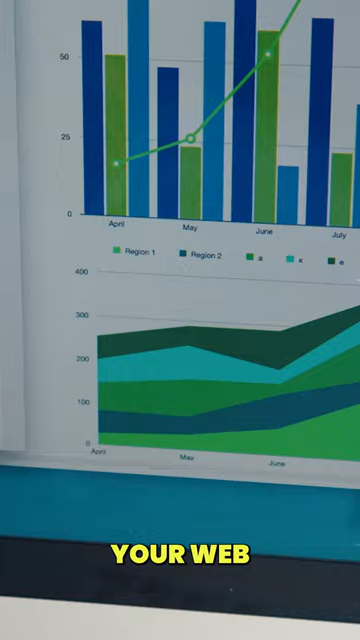 50
25
0
April
May
June
July
Region 1
Region 2
a
к
e
400
300
200
100
0
April
May
June
YOUR WEB